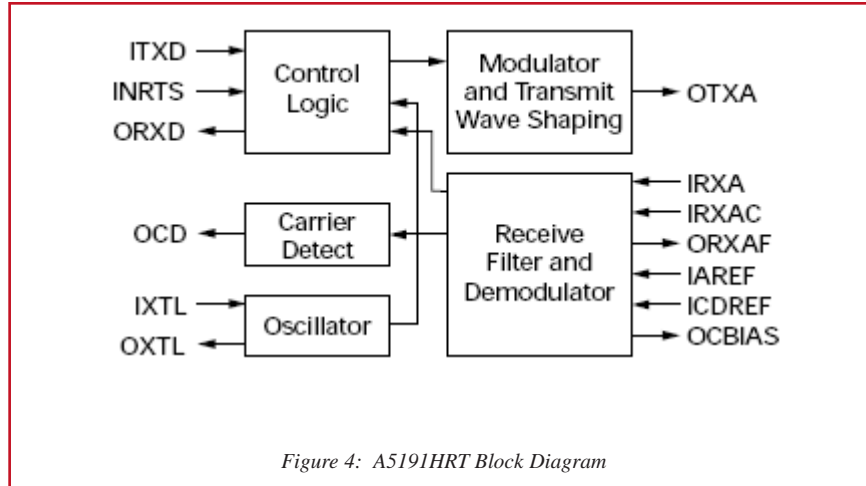 ITXD
INRTS
ORXD
Control
Logic
Modulator
and Transmit
Wave Shaping
OTXA
OCD
Carrier
Detect
IXTL
OXTL
Oscillator
Receive
Filter and
Demodulator
IRXA
IRXAC
ORXAF
IAREF
ICDREF
OCBIAS
Figure 4: A5191HRT Block Diagram